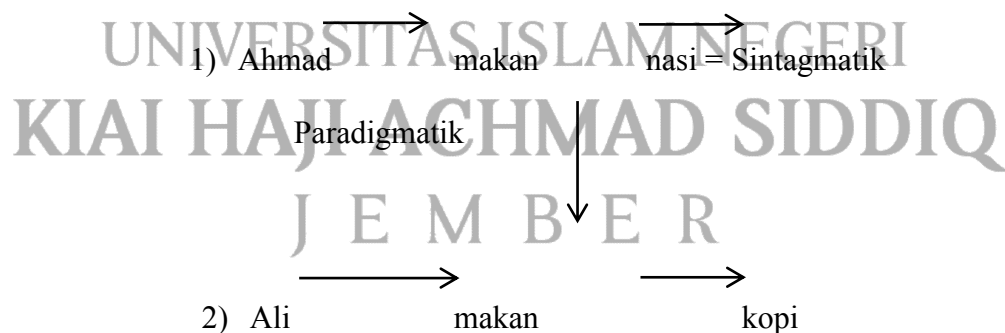 UNIVERSITAS ISLAM NEGERI
1) Ahmad makan nasi = Sintagmatik
KIAI HAJI ACHMAD SIDDIQ
Paradigmatik
J E M B E R
2) Ali makan kopi